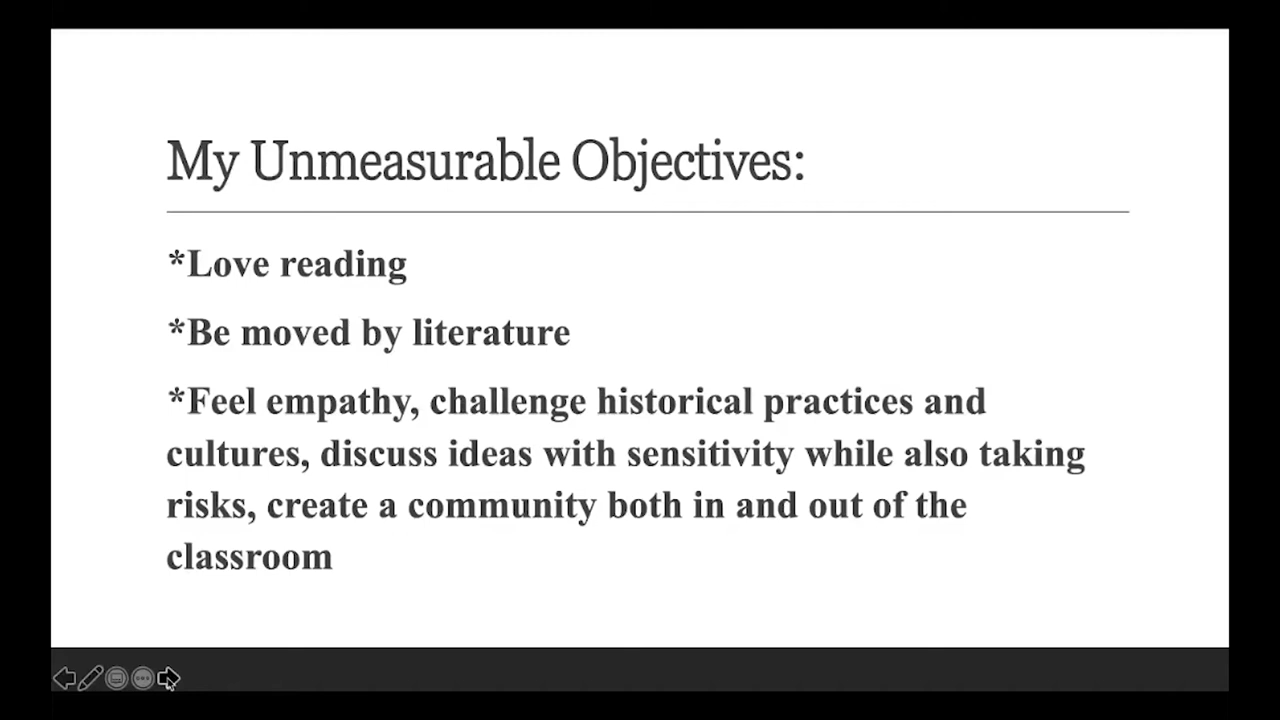 My Unmeasurable Objectives:
*Love reading
*Be moved by literature
*Feel empathy, challenge historical practices and
cultures, discuss ideas with sensitivity while also taking
risks, create a community both in and out of the
classroom